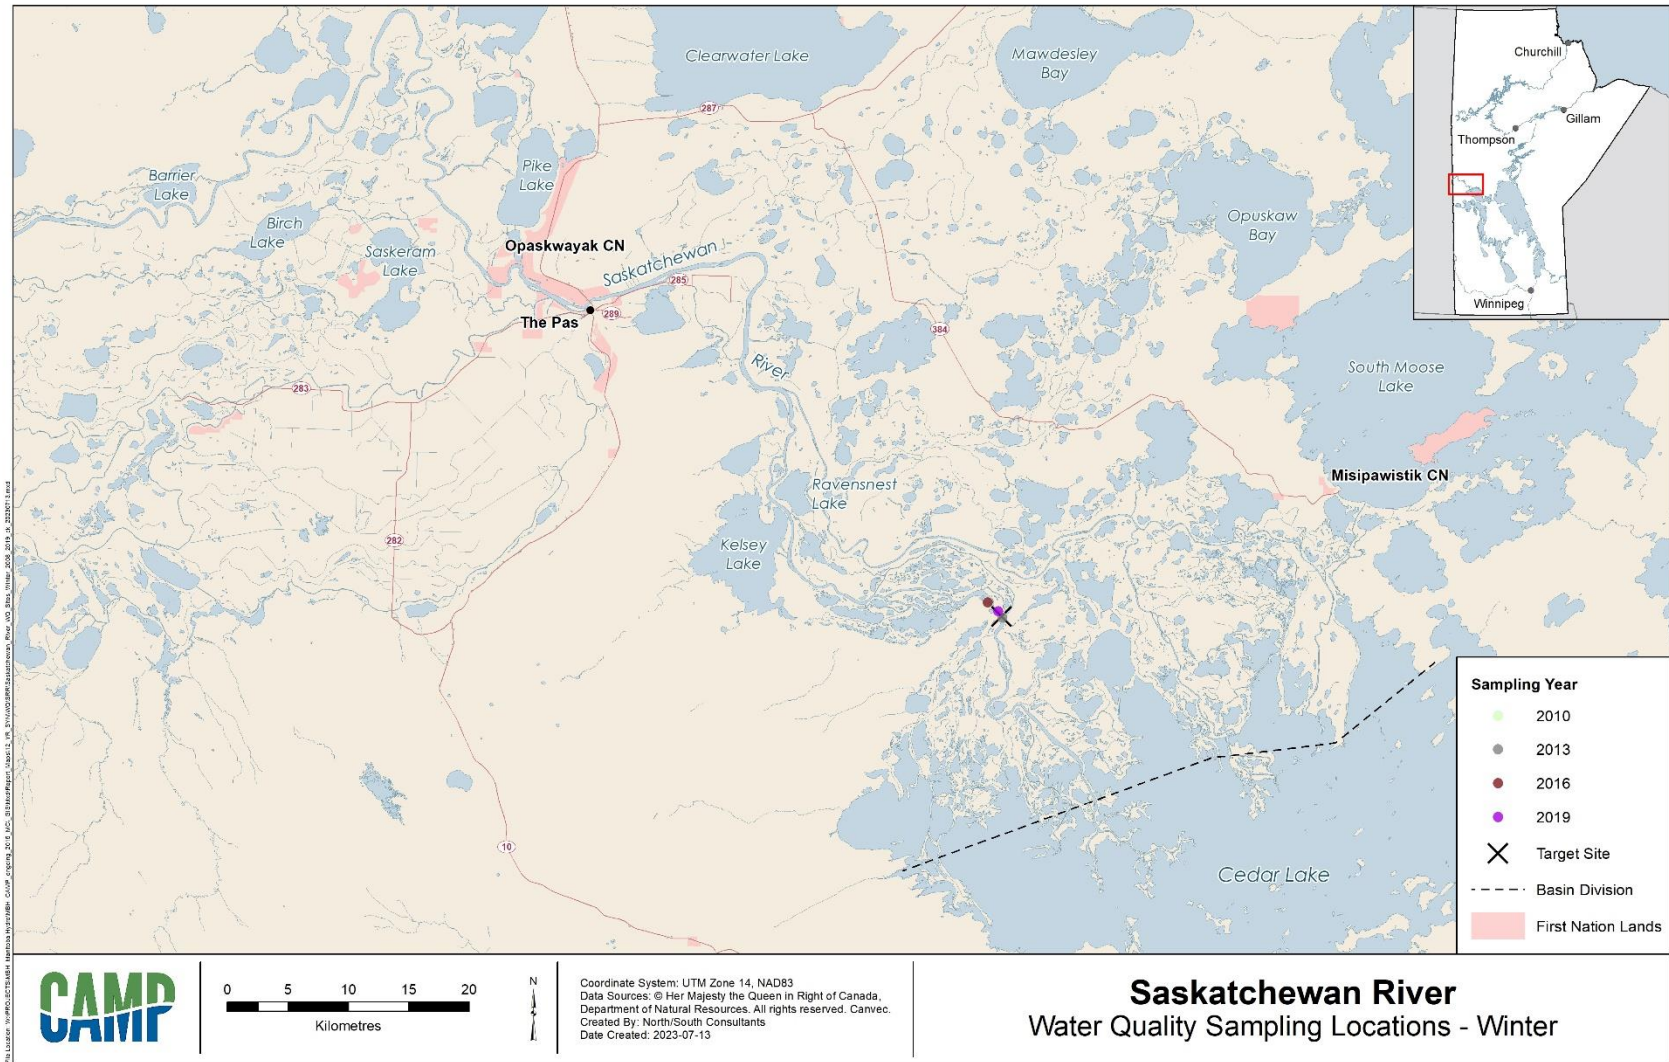 Clearwater Lake
Mawdesley
Bay
287
Barrier
Lake
Pike
Lake
Birch
Lake
Saskeram
Lake
Opaskwayak CN
Saskatchewan
River
285
The Pas
289
Opuskaw
Bay
384
283
South Moose
Lake
Misipawistik CN
Ravensnest
Lake
Kelsey
Lake
282
10
Cedar Lake
Churchill
Gillam
Thompson
Winnipeg
Sampling Year
2010
2013
2016
2019
Target Site
Basin Division
First Nation Lands
CAMP
0 5 10 15 20
Kilometres
N
Coordinate System: UTM Zone 14, NAD83
Data Sources: © Her Majesty the Queen in Right of Canada,
Department of Natural Resources. All rights reserved. Canvec.
Created By: North/South Consultants
Date Created: 2023-07-13
Saskatchewan River
Water Quality Sampling Locations - Winter